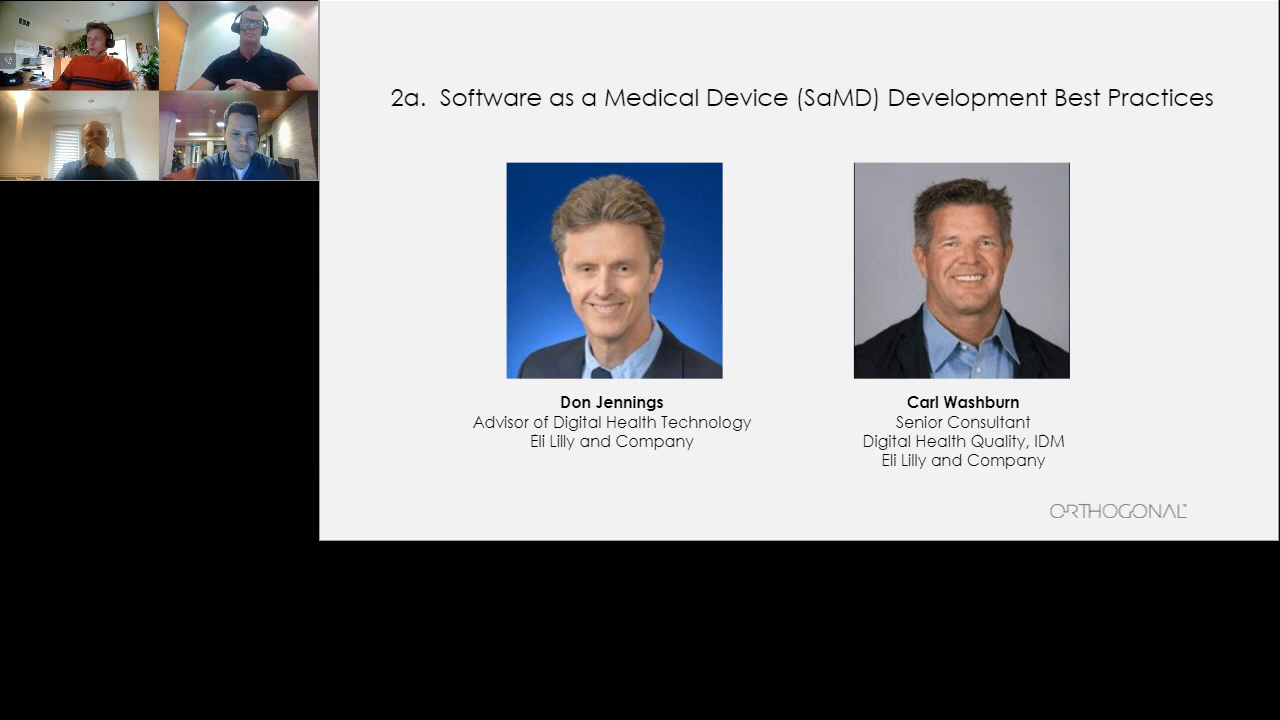 2a. Software as a Medical Device (SaMD) Development Best Practices
Don Jennings
Advisor of Digital Health Technology
Eli Lilly and Company
Carl Washburn
Senior Consultant
Digital Health Quality, IDM
Eli Lilly and Company
ORTHOGONAL